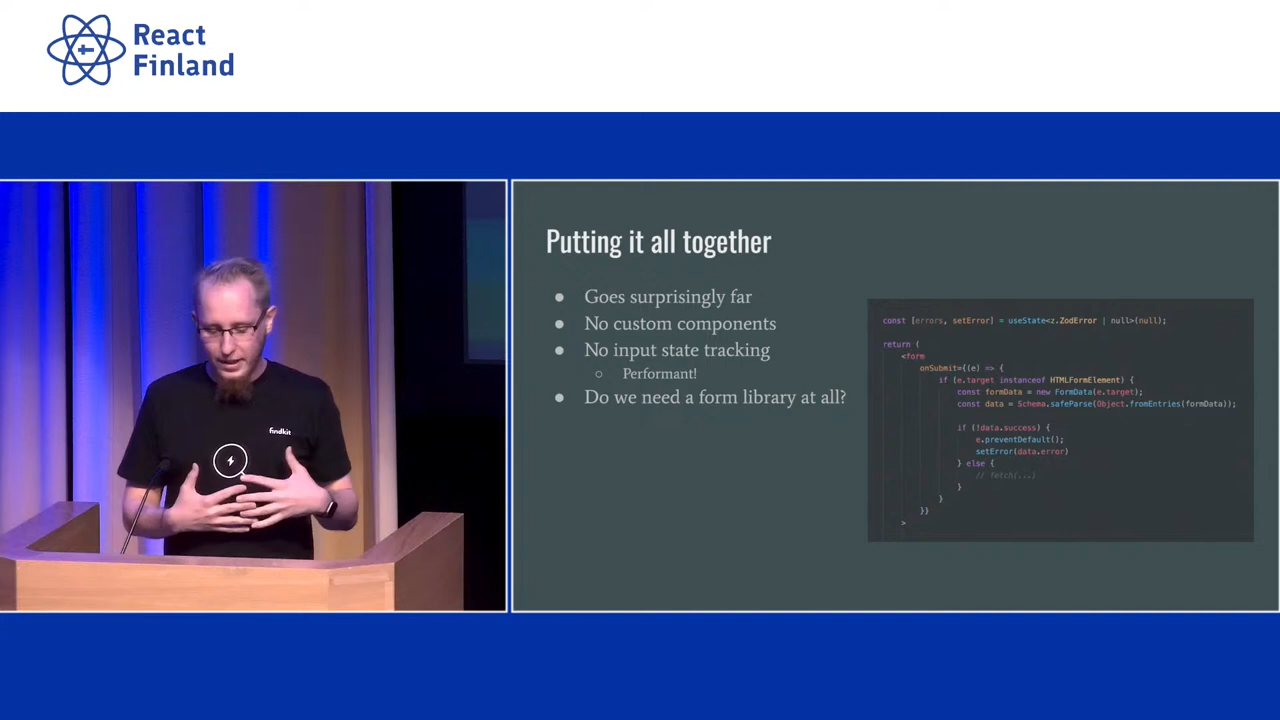 React
Finland
findkit
Putting it all together
● Goes surprisingly far
● No custom components
● No input state tracking
○ Performant!
● Do we need a form library at all?
const [errors, setError] = useState<z.ZodError | null>(null);
return (
<form
onSubmit={(e) => {
if (e.target instanceof HTMLFormElement) {
const formData = new FormData(e.target);
const data = Schema.safeParse(Object.fromEntries(formData));
if (!data.success) {
e.preventDefault();
setError(data.error)
} else {
// fetch(...)
}
}
}}
>